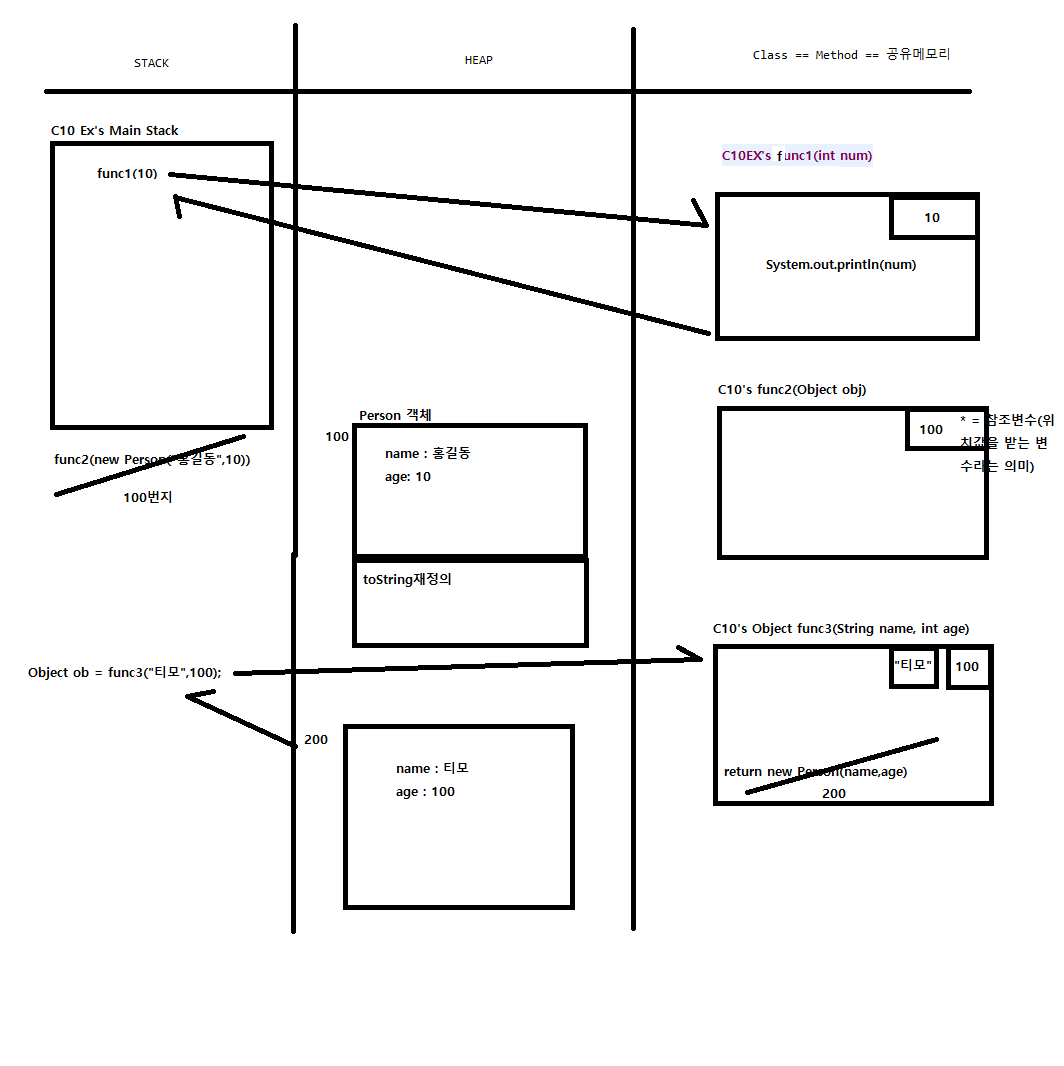 STACK
HEAP
Class == Method == 공유메모리
C10 Ex's Main Stack
func1(10)
C10EX's func1(int num)
10
System.out.println(num)
C10's func2(Object obj)
100
* = 참조변수(위
치값을 받는 변
수라는 의미)
Person 객체
100
name : 홍길동
age: 10
toString재정의
func2(new Person("홍길동",10))
100번지
C10's Object func3(String name, int age)
"티모"
100
Object ob = func3("티모",100);
200
name : 티모
age : 100
return new Person(name,age)
200